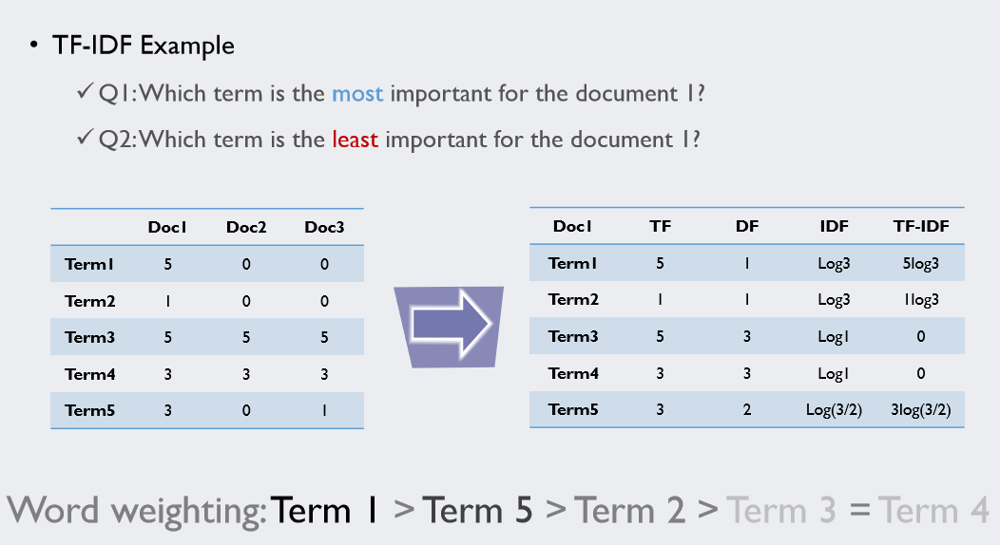 • TF-IDF Example
✓ Q1: Which term is the most important for the document 1?
✓ Q2: Which term is the least important for the document 1?
Doc1 Doc2 Doc3
Term1 5 0 0
Term2 1 0 0
Term3 5 5 5
Term4 3 3 3
Term5 3 0 1
Doc1 TF DF IDF TF-IDF
Term1 5 1 Log3 5log3
Term2 1 1 Log3 1log3
Term3 5 3 Log1 0
Term4 3 3 Log1 0
Term5 3 2 Log(3/2) 3log(3/2)
Word weighting: Term 1 > Term 5 > Term 2 > Term 3 = Term 4